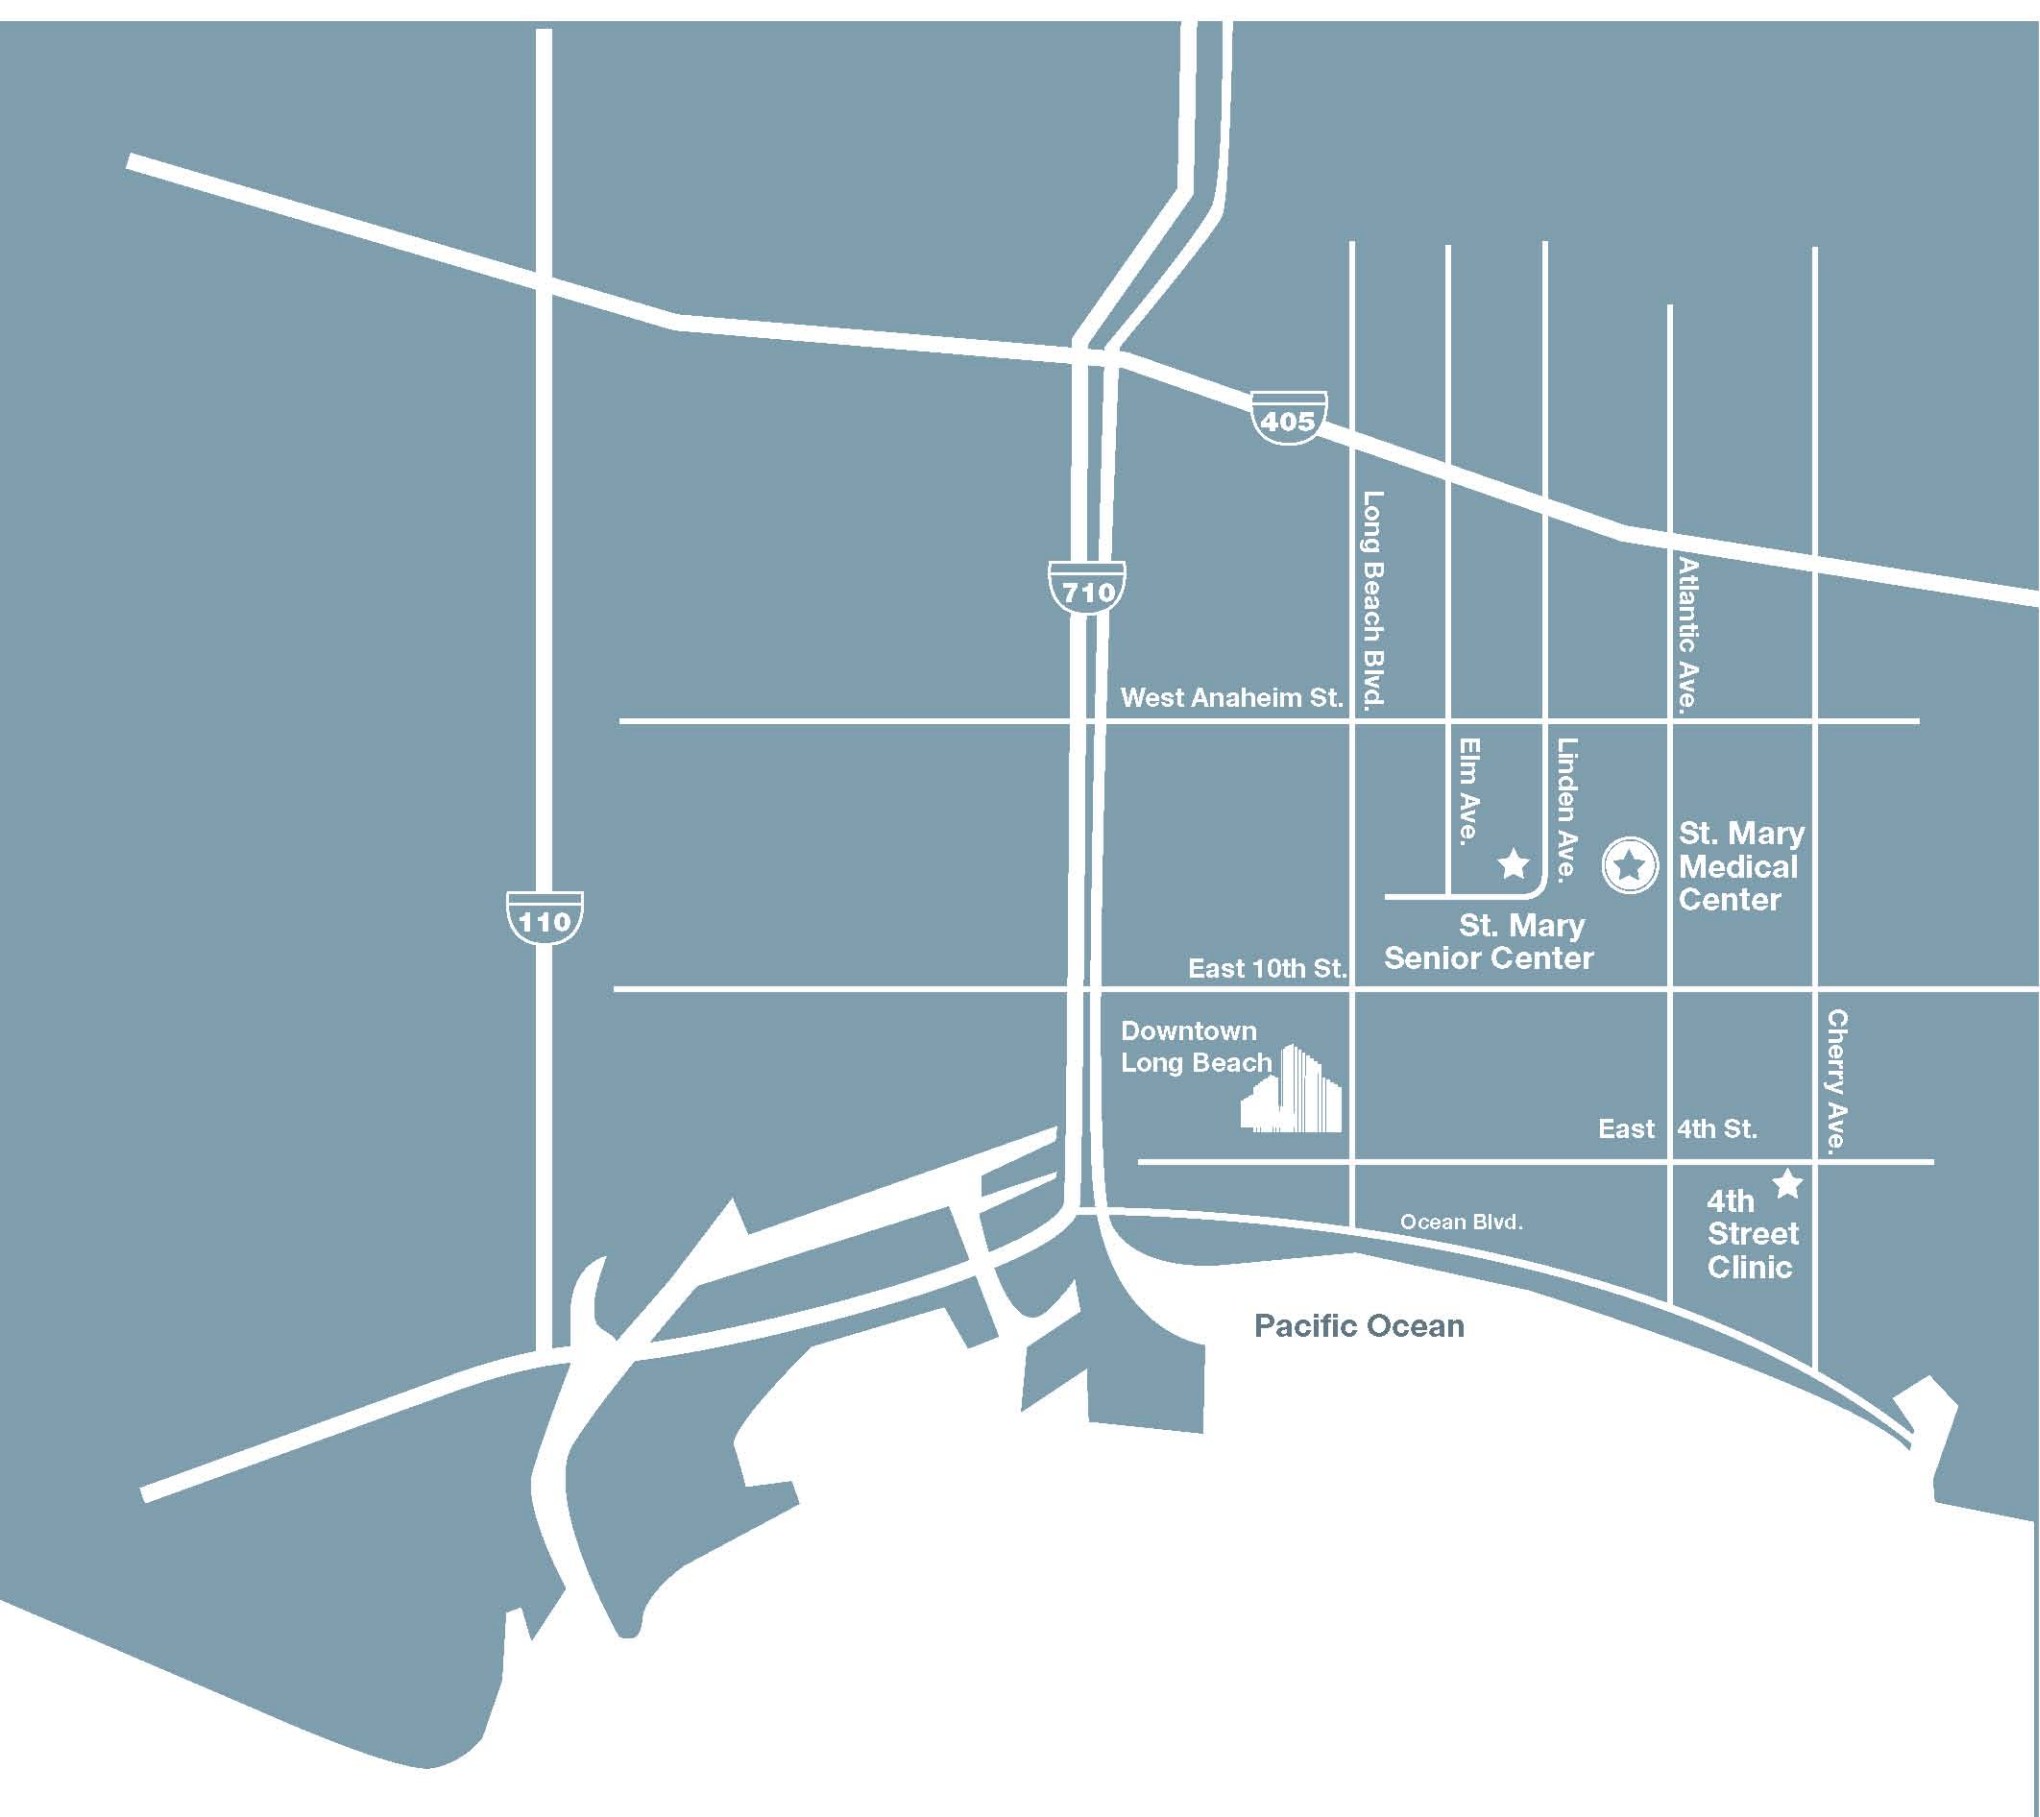 405
Long Beach Blvd.
Atlantic Ave.
710
West Anaheim St.
Elm Ave.
Linden Ave.
St. Mary
Medical
Center
110
St. Mary
Senior Center
East 10th St.
Downtown
Long Beach
Cherry Ave.
East 4th St.
4th
Street
Clinic
Ocean Blvd.
Pacific Ocean